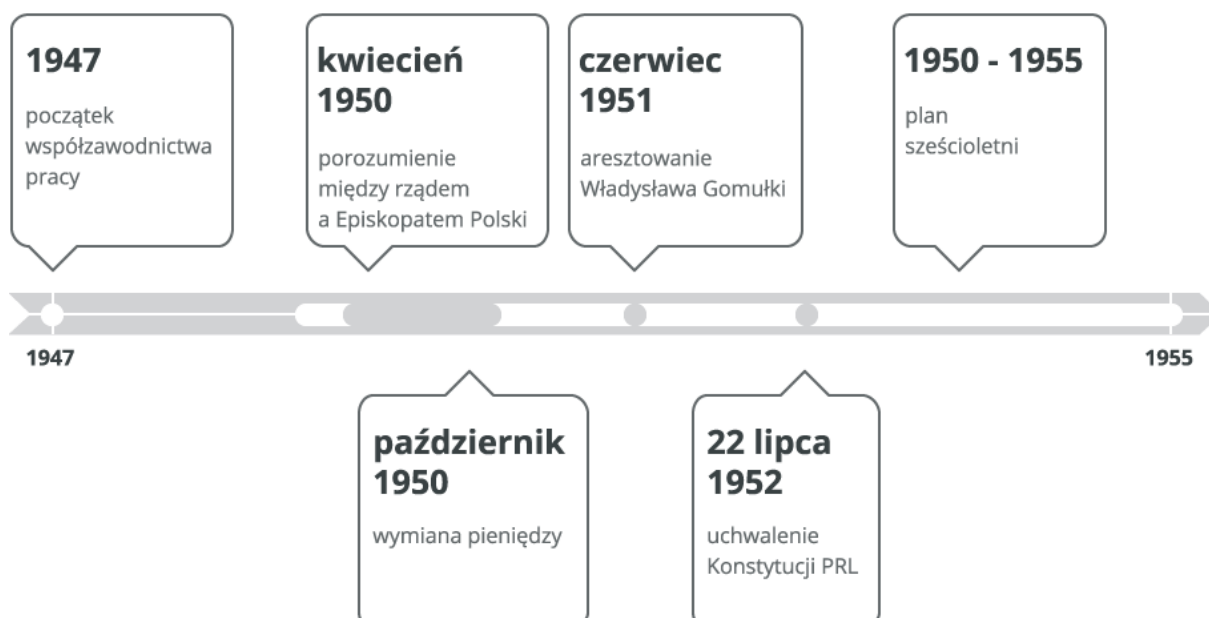 1947
początek
współzawodnictwa
pracy
kwiecień
1950
porozumienie
między rządem
a Episkopatem Polski
czerwiec
1951
aresztowanie
Władysława Gomułki
1950 - 1955
plan
sześcioletni
1947
1955
październik
1950
wymiana pieniędzy
22 lipca
1952
uchwalenie
Konstytucji PRL